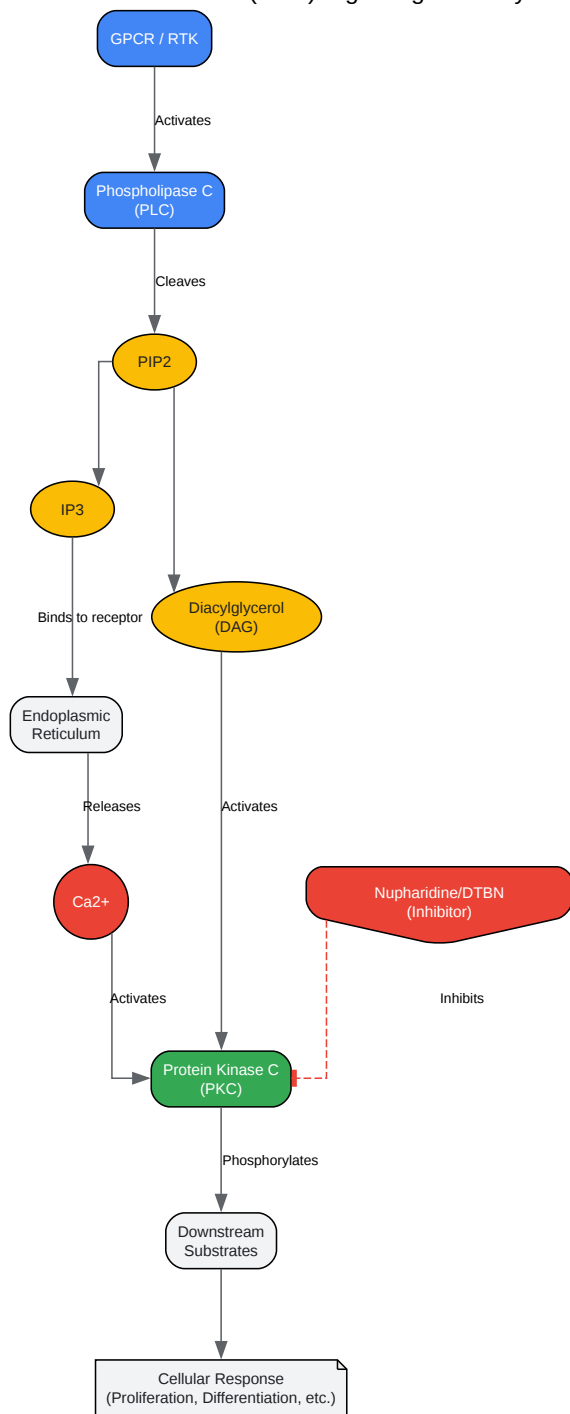 GPCR / RTK
Activates
Phospholipase C
(PLC)
Cleaves
PIP2
IP3
Diacylglycerol
(DAG)
Binds to receptor
Endoplasmic
Reticulum
Releases
Activates
Ca2+
Nupharidine/DTBN
(Inhibitor)
Activates
Inhibits
Protein Kinase C
(PKC)
Phosphorylates
Downstream
Substrates
Cellular Response
(Proliferation, Differentiation, etc.)